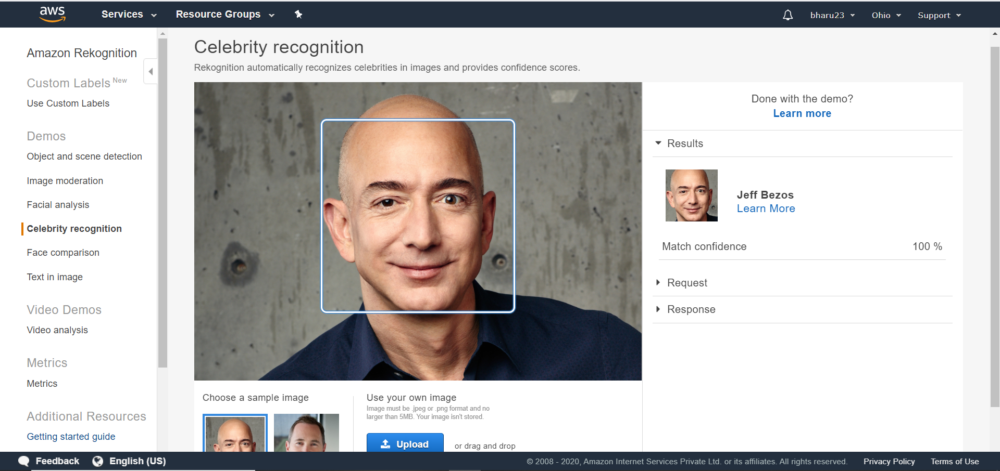 aws
Services
Resource Groups
bharu23
Ohio
Support
Amazon Rekognition
Custom Labels New
Use Custom Labels
Demos
Object and scene detection
Image moderation
Facial analysis
Celebrity recognition
Face comparison
Text in image
Video Demos
Video analysis
Metrics
Metrics
Additional Resources
Getting started guide
Celebrity recognition
Rekognition automatically recognizes celebrities in images and provides confidence scores.
Choose a sample image
Use your own image
Image must be .jpeg or .png format and no
larger than 5MB. Your image isn't stored.
Upload
or drag and drop
Done with the demo?
Learn more
Results
Jeff Bezos
Learn More
Match confidence 100 %
Request
Response
Feedback
English (US)
© 2008 - 2020, Amazon Internet Services Private Ltd. or its affiliates. All rights reserved.
Privacy Policy
Terms of Use